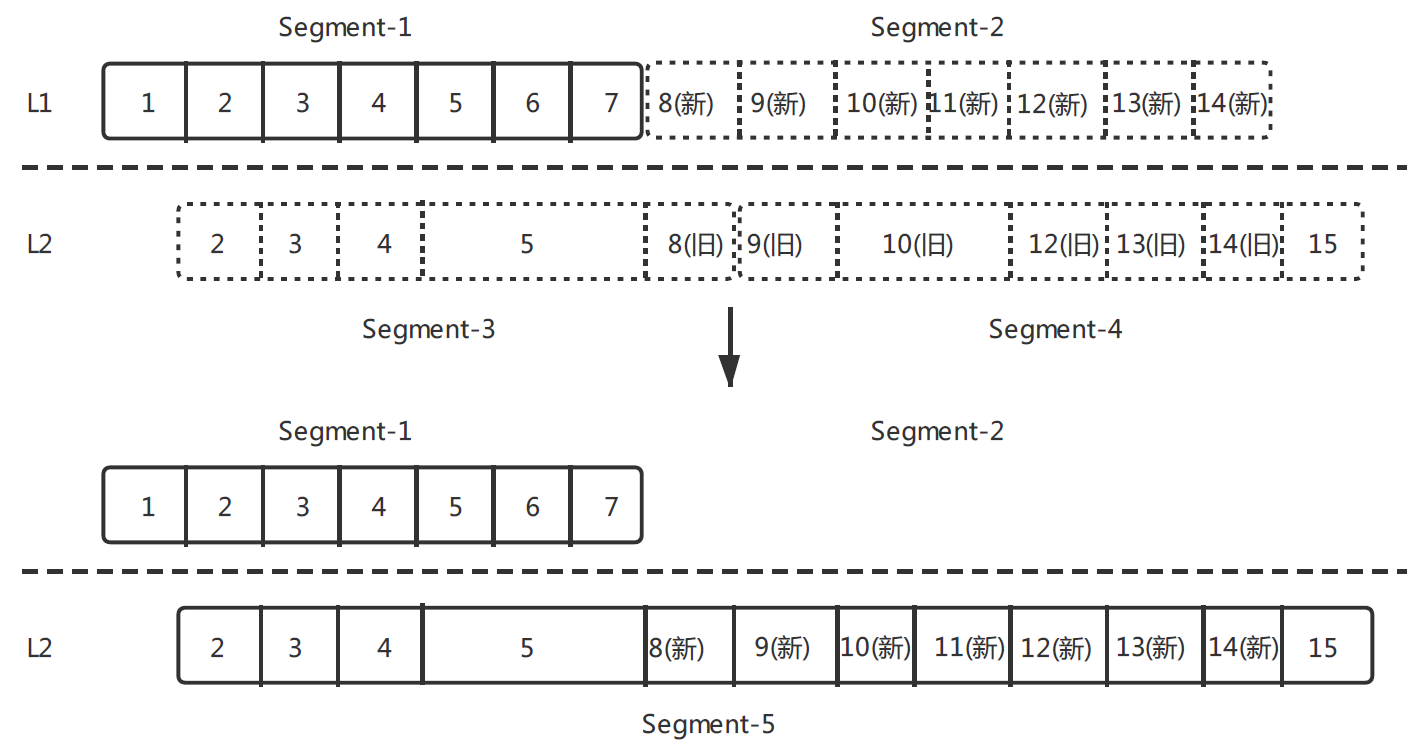 Segment-1 Segment-2
L1 1 2 3 4 5 6 7 8(新) 9(新) 10(新) 11(新) 12(新) 13(新) 14(新)
L2 2 3 4 5 8(旧) 9(旧) 10(旧) 12(旧) 13(旧) 14(旧) 15
Segment-3 Segment-4
Segment-1 Segment-2
1 2 3 4 5 6 7
L2 2 3 4 5 8(新) 9(新) 10(新) 11(新) 12(新) 13(新) 14(新) 15
Segment-5